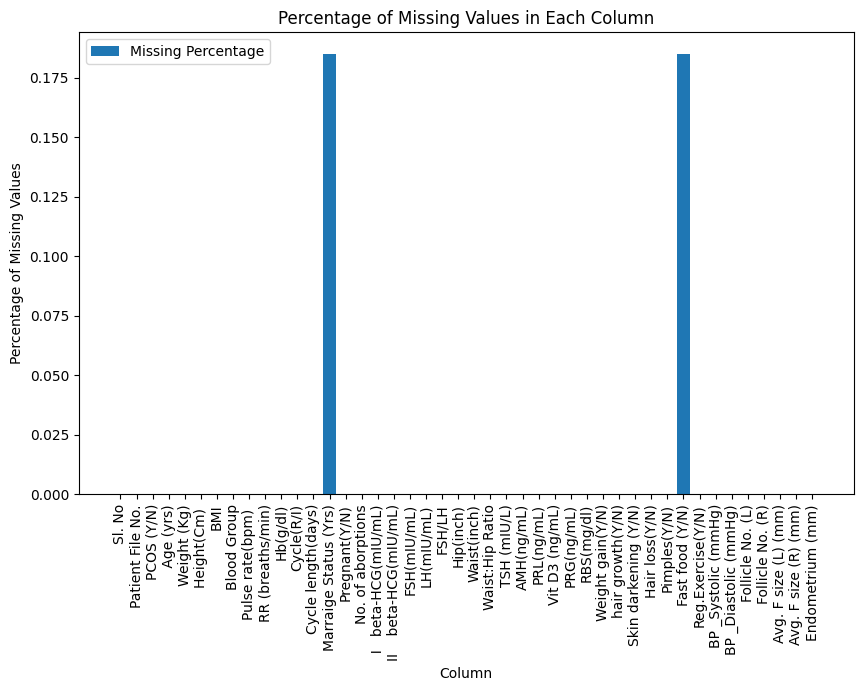 Percentage of Missing Values in Each Column
Missing Percentage
Percentage of Missing Values
0.175
0.150
0.125
0.100
0.075
0.050
0.025
0.000
Sl. No
Patient File No.
PCOS (Y/N)
Age (yrs)
Weight (Kg)
Height(Cm)
BMI
Blood Group
Pulse rate(bpm)
RR (breaths/min)
Hb(g/dl)
Cycle(R/I)
Cycle length(days)
Marraige Status (Yrs)
Pregnant(Y/N)
No. of aborptions
I   beta-HCG(mIU/mL)
II    beta-HCG(mIU/mL)
FSH(mIU/mL)
LH(mIU/mL)
FSH/LH
Hip(inch)
Waist(inch)
Waist:Hip Ratio
TSH (mIU/L)
AMH(ng/mL)
PRL(ng/mL)
Vit D3 (ng/mL)
PRG(ng/mL)
RBS(mg/dl)
Weight gain(Y/N)
hair growth(Y/N)
Skin darkening (Y/N)
Hair loss(Y/N)
Pimples(Y/N)
Fast food (Y/N)
Reg.Exercise(Y/N)
BP _Systolic (mmHg)
BP _Diastolic (mmHg)
Follicle No. (L)
Follicle No. (R)
Avg. F size (L) (mm)
Avg. F size (R) (mm)
Endometrium (mm)
Column